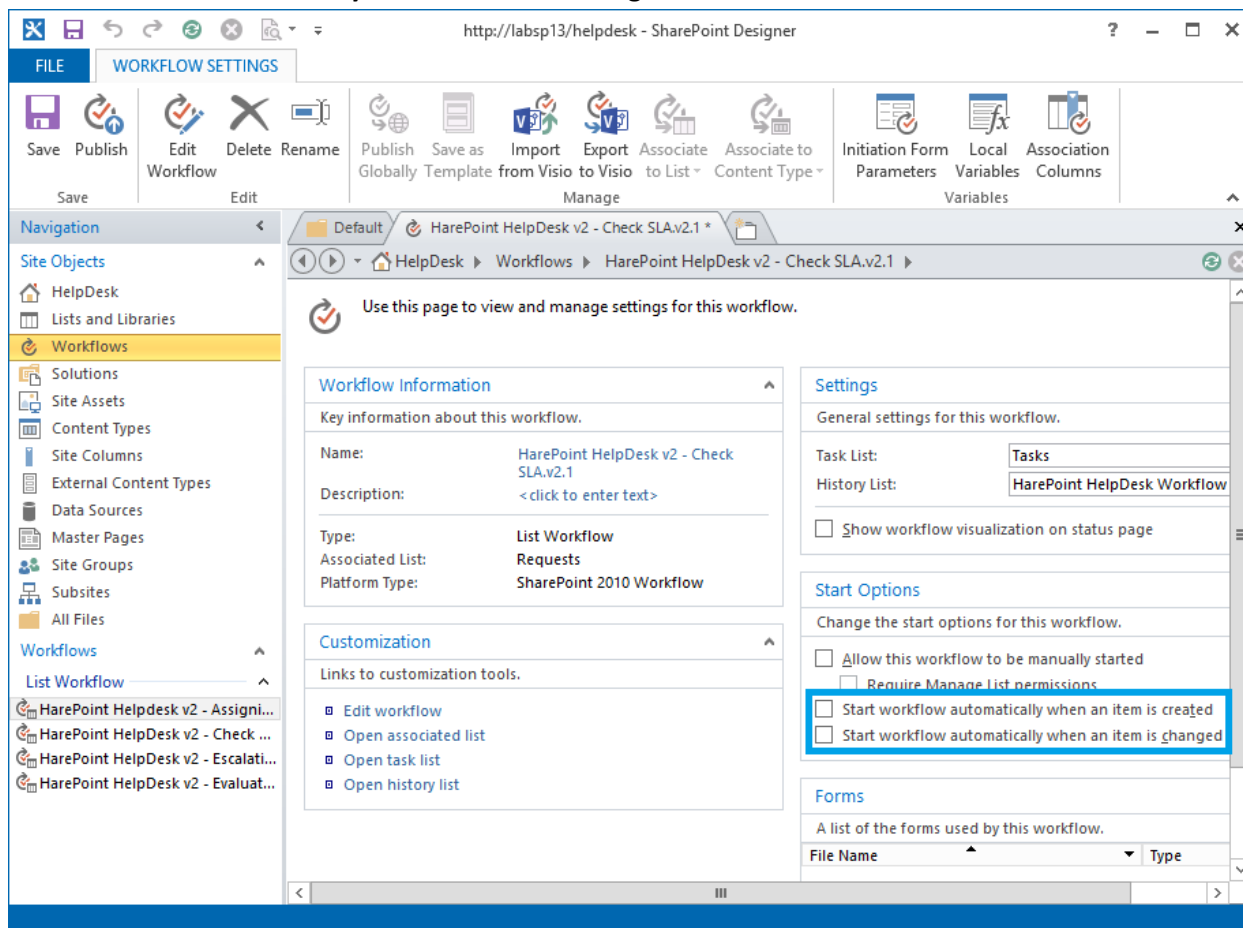 http://labsp13/helpdesk - SharePoint Designer
?
FILE
WORKFLOW SETTINGS
Save
Publish
Edit Workflow
Delete
Rename
Publish Globally
Save as Template
Import from Visio
Export to Visio
Associate to List
Associate to Content Type
Initiation Form Parameters
Local Variables
Association Columns
Save
Edit
Manage
Variables
Navigation
Site Objects
HelpDesk
Lists and Libraries
Workflows
Solutions
Site Assets
Content Types
Site Columns
External Content Types
Data Sources
Master Pages
Site Groups
Subsites
All Files
Workflows
List Workflow
HarePoint Helpdesk v2 - Assigni...
HarePoint HelpDesk v2 - Check ...
HarePoint HelpDesk v2 - Escalati...
HarePoint HelpDesk v2 - Evaluat...
Default
HarePoint HelpDesk v2 - Check SLA.v2.1 *
HelpDesk
Workflows
HarePoint HelpDesk v2 - Check SLA.v2.1
Use this page to view and manage settings for this workflow.
Workflow Information
Key information about this workflow.
Name:
HarePoint HelpDesk v2 - Check
SLA.v2.1
Description:
<click to enter text>
Type:
List Workflow
Associated List:
Requests
Platform Type:
SharePoint 2010 Workflow
Customization
Links to customization tools.
Edit workflow
Open associated list
Open task list
Open history list
Settings
General settings for this workflow.
Task List:
Tasks
History List:
HarePoint HelpDesk Workflow
Show workflow visualization on status page
Start Options
Change the start options for this workflow.
Allow this workflow to be manually started
Require Manage List permissions
Start workflow automatically when an item is created
Start workflow automatically when an item is changed
Forms
A list of the forms used by this workflow.
File Name
Type